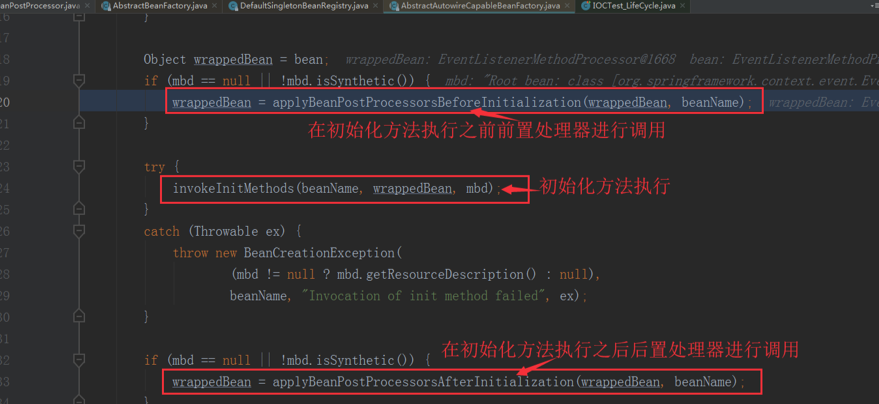 anPostProcessor.java AbstractBeanFactory.java DefaultSingletonBeanRegistry.java AbstractAutowireCapableBeanFactory.java IOCTest_LifeCycle.java
16 }
17
18 Object wrappedBean = bean; wrappedBean: EventListenerMethodProcessor@1668 bean: EventListenerMethodPr
19 if (mbd == null || !mbd.isSynthetic()) { mbd: "Root bean: class [org.springframework.context.event.Eve
20 wrappedBean = applyBeanPostProcessorsBeforeInitialization(wrappedBean, beanName); wrappedBean: Eve
21 }
在初始化方法执行之前前置处理器进行调用
22
23 try {
24 invokeInitMethods(beanName, wrappedBean, mbd); 初始化方法执行
25 }
26 catch (Throwable ex) {
27 throw new BeanCreationException(
28 (mbd != null ? mbd.getResourceDescription() : null),
29 beanName, "Invocation of init method failed", ex);
30 }
31
在初始化方法执行之后后置处理器进行调用
32 if (mbd == null || !mbd.isSynthetic()) {
33 wrappedBean = applyBeanPostProcessorsAfterInitialization(wrappedBean, beanName);